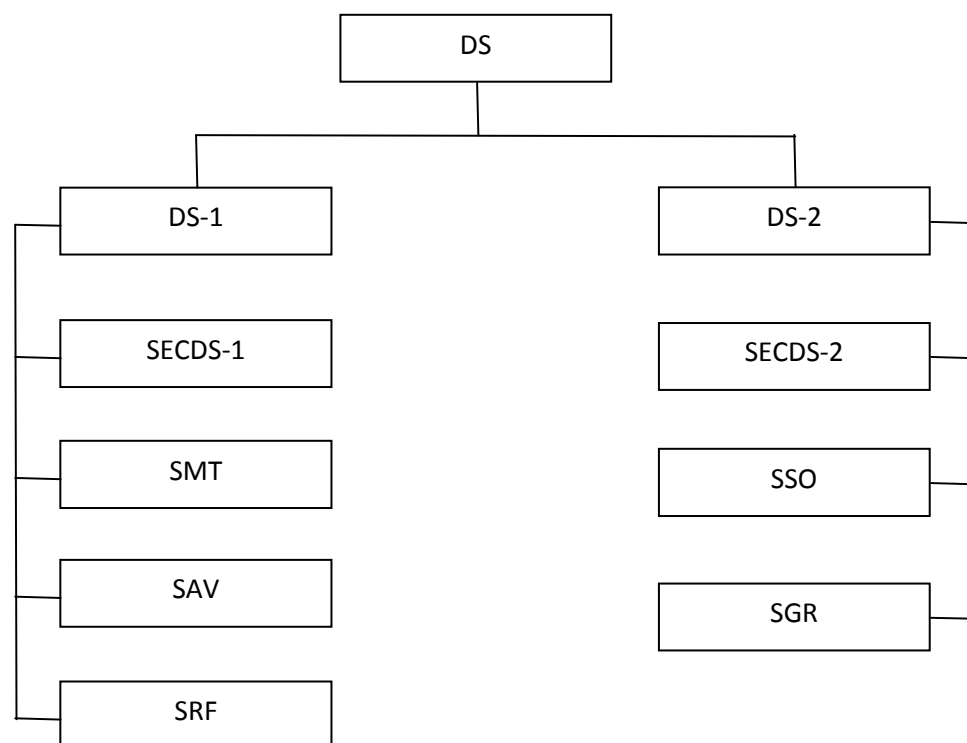 DS
DS-1
DS-2
SECDS-1
SECDS-2
SMT
SSO
SAV
SGR
SRF